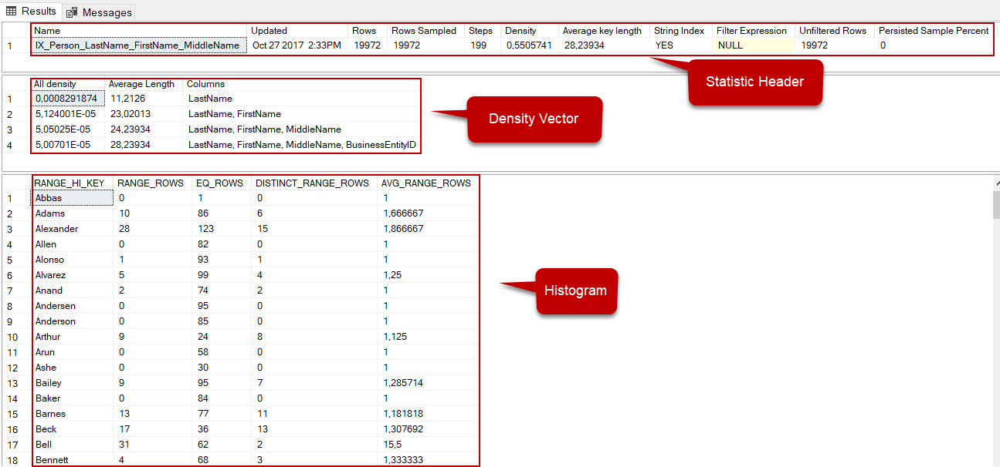 Results Messages
Name Updated Rows Rows Sampled Steps Density Average key length String Index Filter Expression Unfiltered Rows Persisted Sample Percent
1 IX_Person_LastName_FirstName_MiddleName Oct 27 2017 2:33PM 19972 19972 199 0,5505741 28,23934 YES NULL 19972 0
Statistic Header
All density Average Length Columns
1 0,0008291874 11,2126 LastName
2 5,124001E-05 23,02013 LastName, FirstName
3 5,05025E-05 24,23934 LastName, FirstName, MiddleName
4 5,00701E-05 28,23934 LastName, FirstName, MiddleName, BusinessEntityID
Density Vector
RANGE_HI_KEY RANGE_ROWS EQ_ROWS DISTINCT_RANGE_ROWS AVG_RANGE_ROWS
1 Abbas 0 1 0 1
2 Adams 10 86 6 1,666667
3 Alexander 28 123 15 1,866667
4 Allen 0 82 0 1
5 Alonso 1 93 1 1
6 Alvarez 5 99 4 1,25
7 Anand 2 74 2 1
8 Andersen 0 95 0 1
9 Anderson 0 85 0 1
10 Arthur 9 24 8 1,125
11 Arun 0 58 0 1
12 Ashe 0 30 0 1
13 Bailey 9 95 7 1,285714
14 Baker 0 84 0 1
15 Barnes 13 77 11 1,181818
16 Beck 17 36 13 1,307692
17 Bell 31 62 2 15,5
18 Bennett 4 68 3 1,333333
Histogram